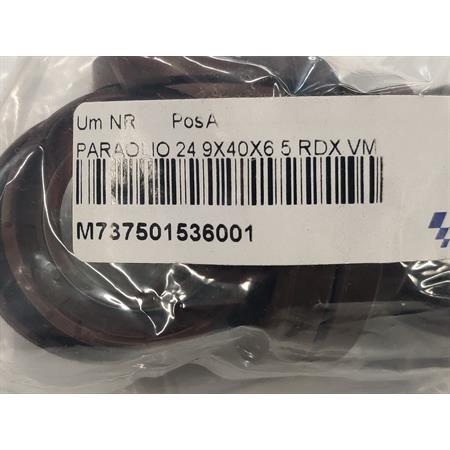 Um NR PosA
PARAOLIO 24 9X40X6 5 RDX VM
M737501536001